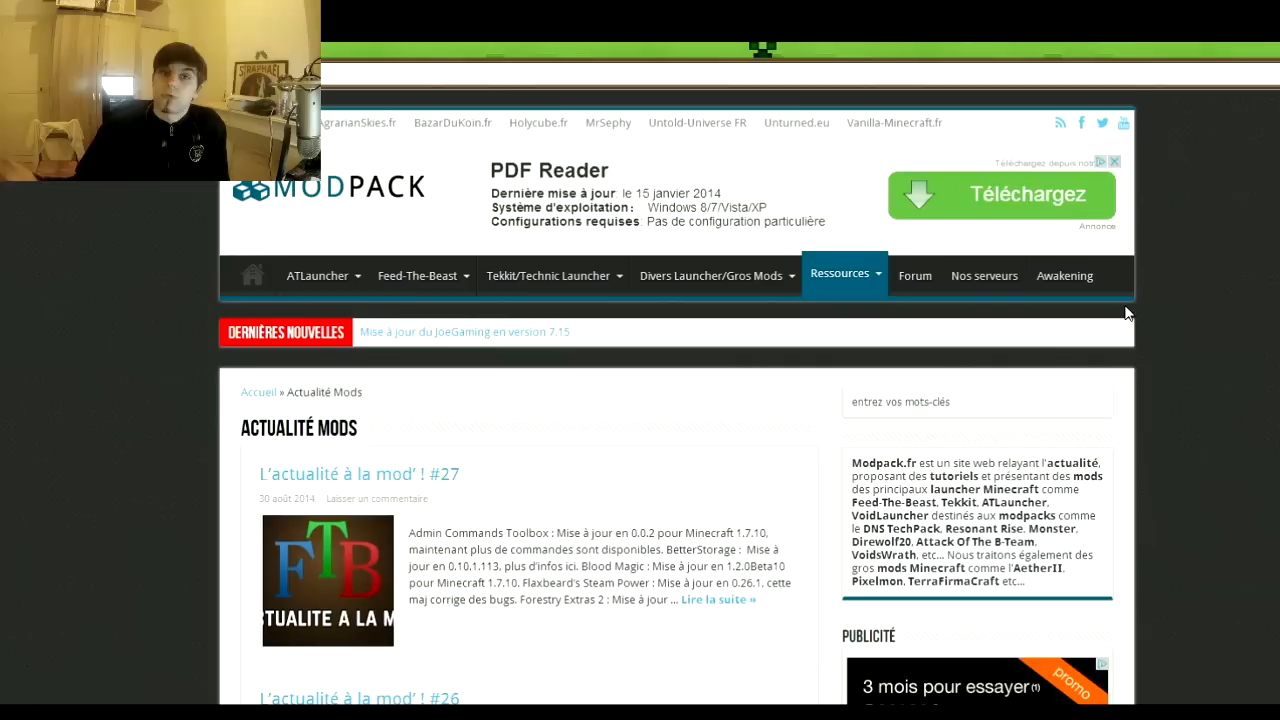 ST RAPHAËL
AgrarianSkies.fr BazarDuKoin.fr Holycube.fr MrSephy Untold-Universe FR Unturned.eu Vanilla-Minecraft.fr
MODPACK
PDF Reader
Dernière mise à jour: le 15 janvier 2014
Système d'exploitation: Windows 8/7/Vista/XP
Configurations requises: Pas de configuration particulière
Téléchargez depuis
Téléchargez
Annonce
ATLauncher Feed-The-Beast Tekkit/Technic Launcher Divers Launcher/Gros Mods Ressources Forum Nos serveurs Awakening
DERNIÈRES NOUVELLES Mise à jour du JoeGaming en version 7.15
Accueil » Actualité Mods
ACTUALITÉ MODS
L'actualité à la mod' ! #27
30 août 2014 Laisser un commentaire
FTB
CTUALITE A LA M
Admin Commands Toolbox : Mise à jour en 0.0.2 pour Minecraft 1.7.10,
maintenant plus de commandes sont disponibles. BetterStorage : Mise à
jour en 0.10.1.113, plus d'infos ici. Blood Magic : Mise à jour en 1.2.0Beta10
pour Minecraft 1.7.10. Flaxbeard's Steam Power : Mise à jour en 0.26.1, cette
maj corrige des bugs. Forestry Extras 2 : Mise à jour ... Lire la suite »
L'actualité à la mod' ! #26
entrez vos mots-clés
Modpack.fr est un site web relayant l'actualité,
proposant des tutoriels et présentant des mods
des principaux launcher Minecraft comme
Feed-The-Beast, Tekkit, ATLauncher,
VoidLauncher destinés aux modpacks comme
le DNS TechPack, Resonant Rise, Monster,
Direwolf20, Attack Of The B-Team,
VoidsWrath, etc... Nous traitons également des
gros mods Minecraft comme l'AetherII,
Pixelmon, TerraFirmaCraft etc...
PUBLICITÉ
3 mois pour essayer(1)
promo